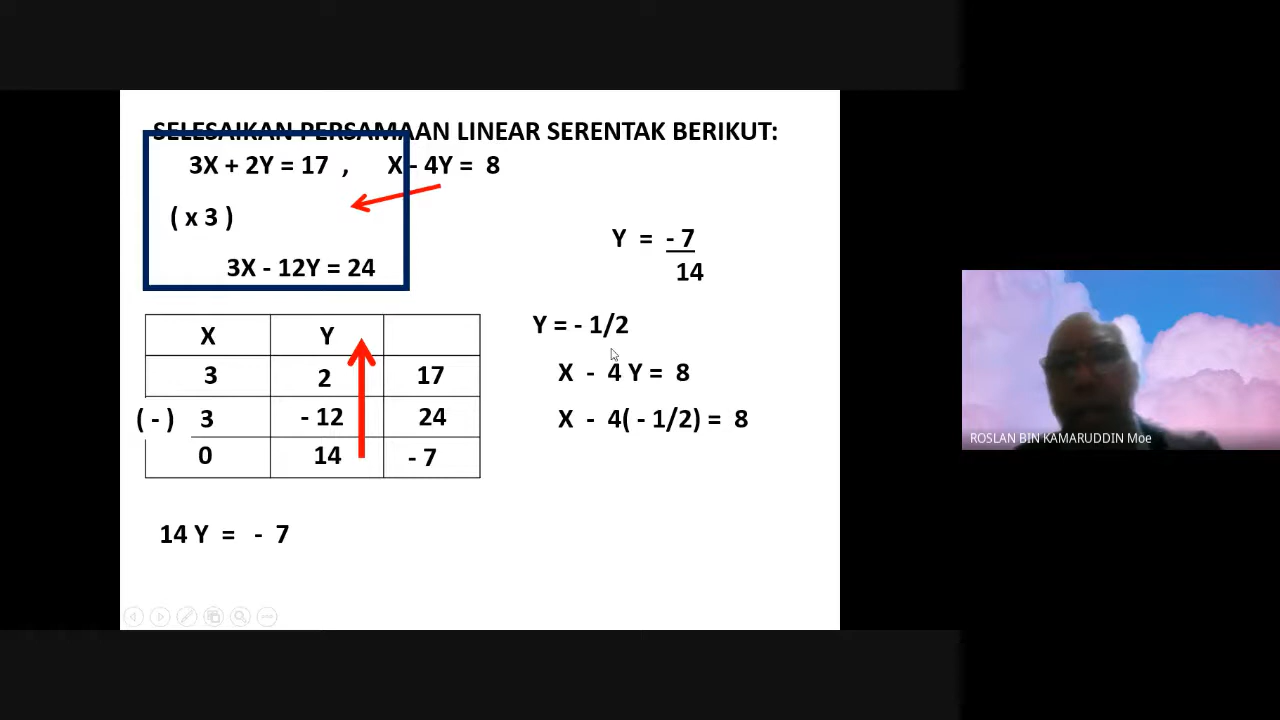 SELESAIKAN PERSAMAAN LINEAR SERENTAK BERIKUT:
3X + 2Y = 17 , X - 4Y = 8
( x 3 )
3X - 12Y = 24
X Y
3 2 17
( - ) 3 - 12 24
0 14 - 7
14 Y = - 7
Y = - 7
14
Y = - 1/2
X - 4 Y = 8
X - 4( - 1/2) = 8
ROSLAN BIN KAMARUDDIN Moe